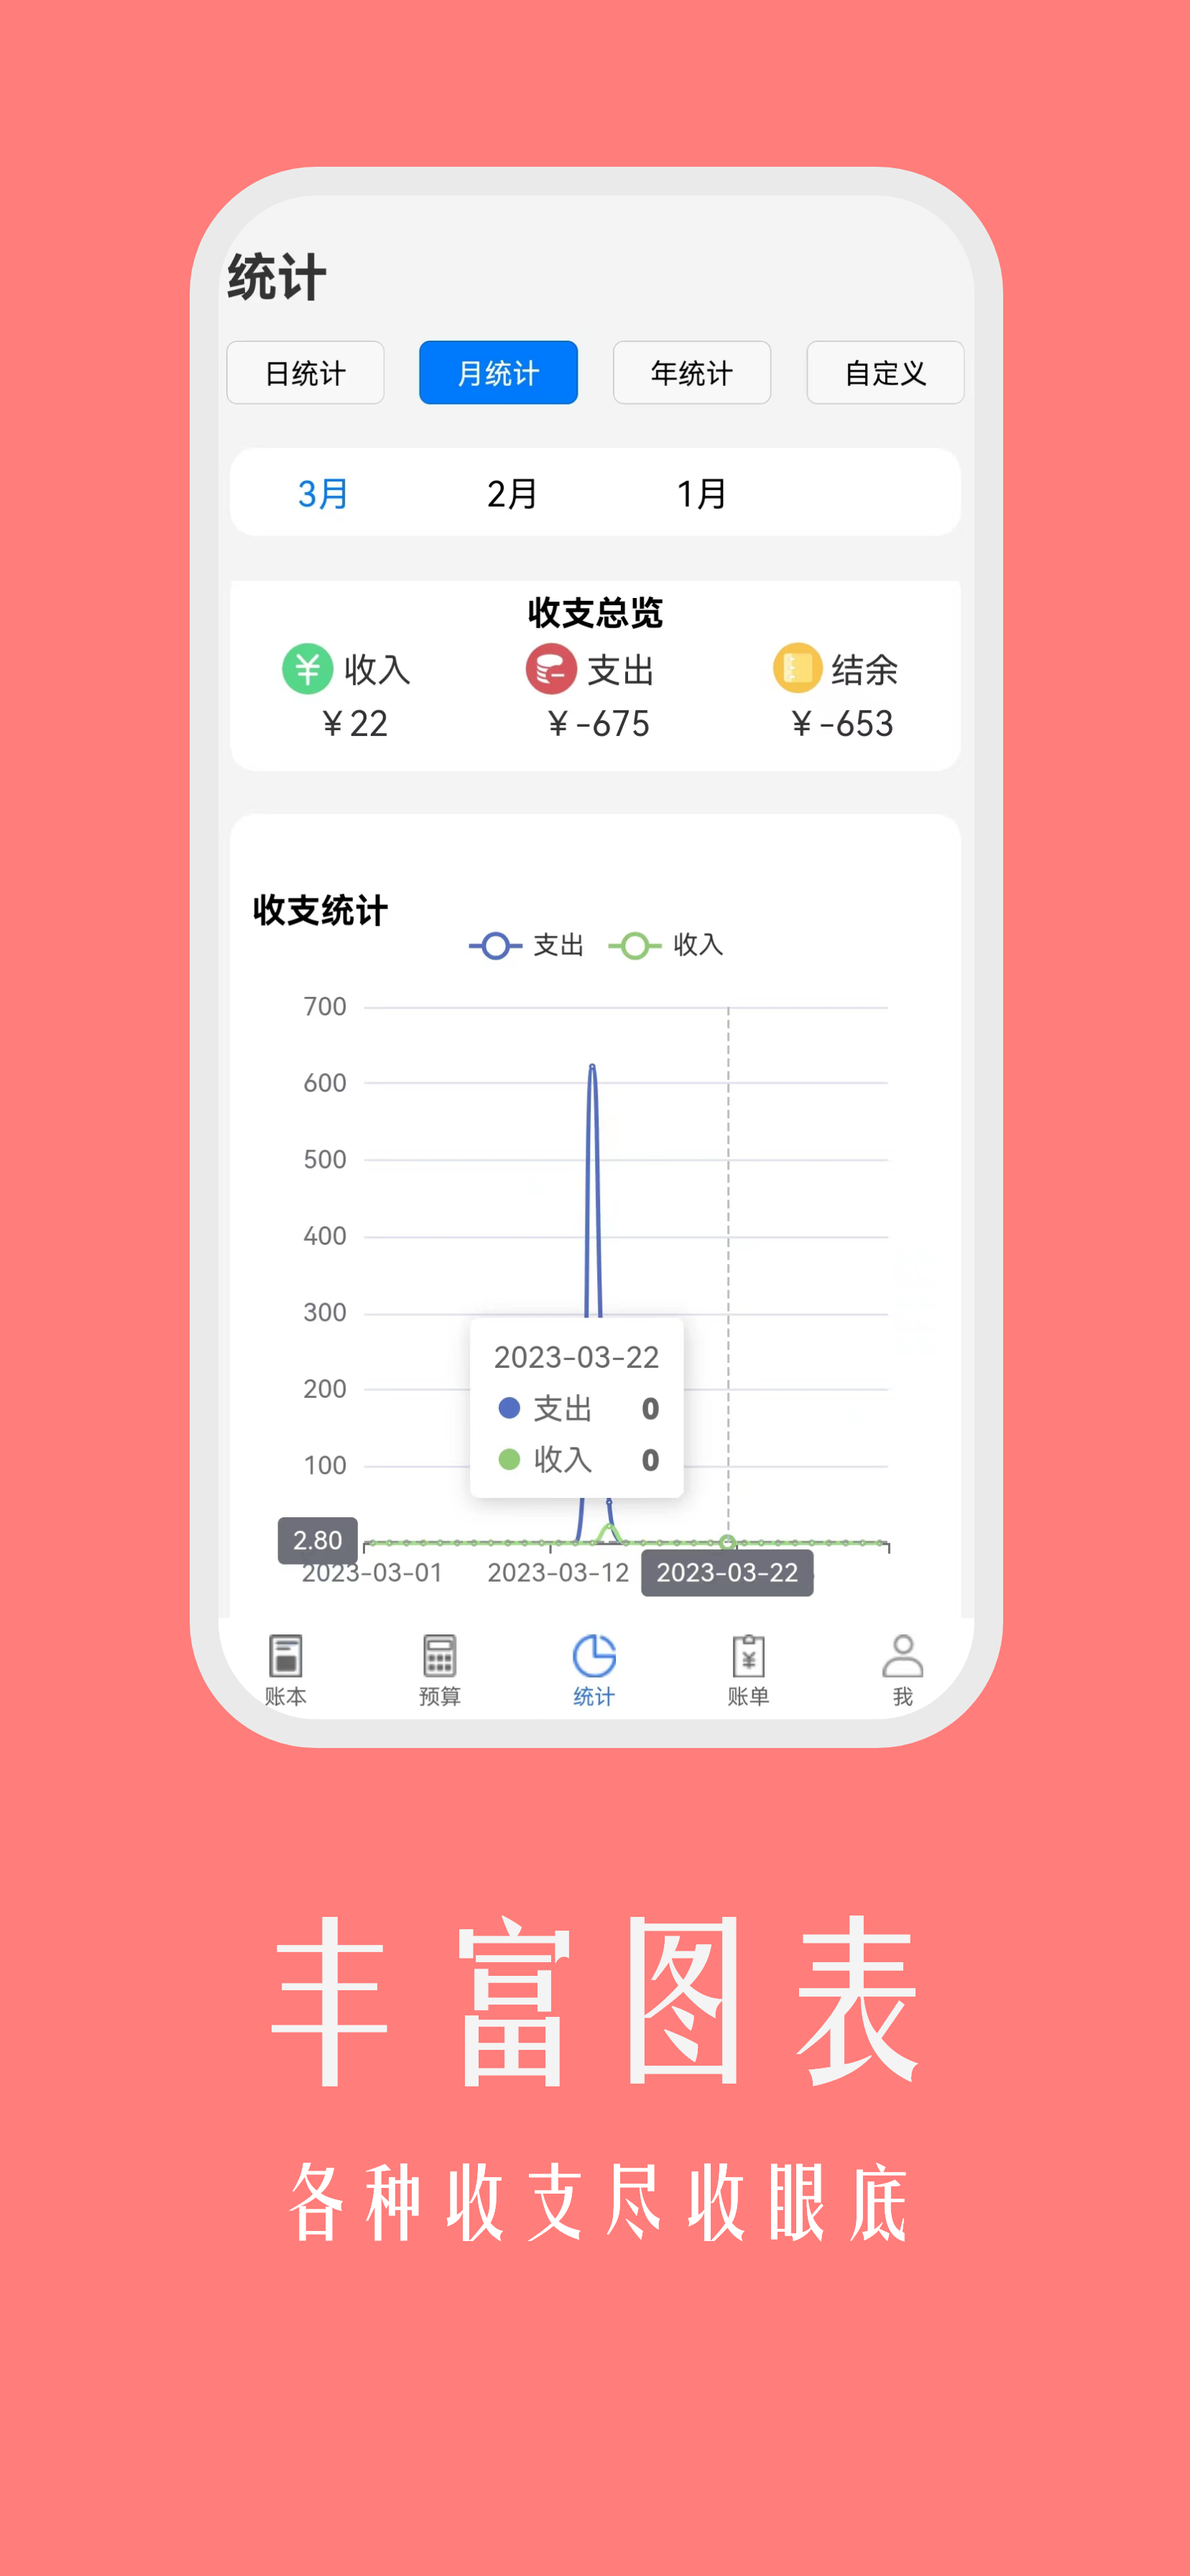 统计
日统计 月统计 年统计 自定义
3月 2月 1月
收支总览
收入 支出 结余
￥22 ￥-675 ￥-653
收支统计
支出 收入
700
600
500
400
300
200
100
2023-03-22
支出 0
收入 0
2.80
2023-03-01 2023-03-12 2023-03-22
账本 预算 统计 账单 我
丰富图表
各种收支尽收眼底